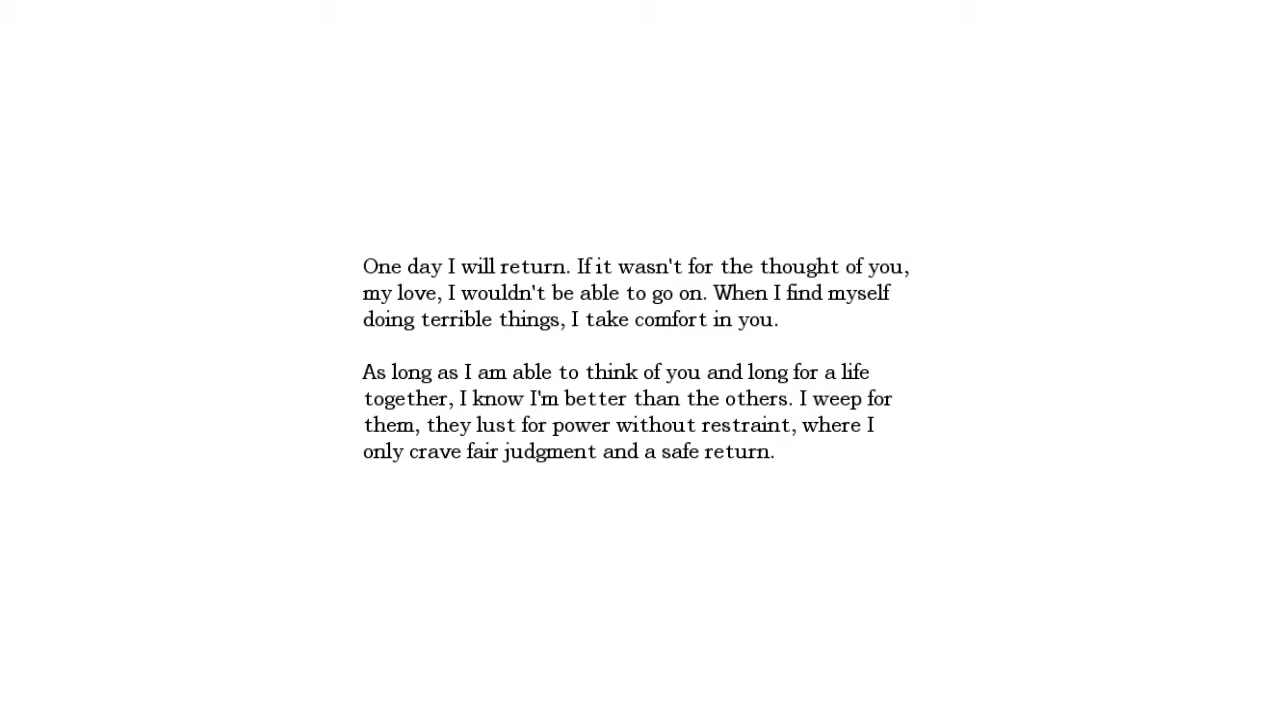 One day I will return. If it wasn't for the thought of you,
my love, I wouldn't be able to go on. When I find myself
doing terrible things, I take comfort in you.
As long as I am able to think of you and long for a life
together, I know I'm better than the others. I weep for
them, they lust for power without restraint, where I
only crave fair judgment and a safe return.